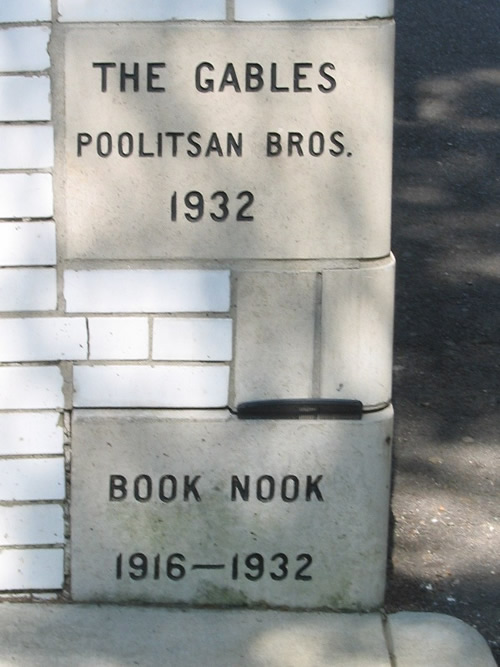 THE GABLES
POOLITSAN BROS.
1932
BOOK NOOK
1916—1932